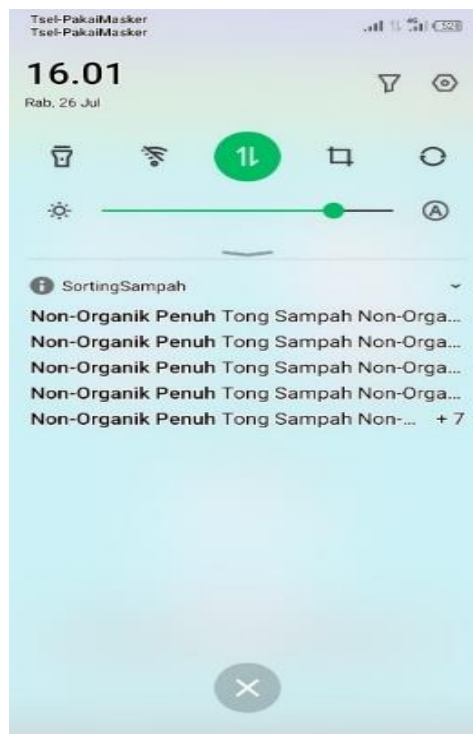 Tsel-PakaiMasker
Tsel-PakaiMasker
16.01
Rab, 26 Jul
A
SortingSampah
Non-Organik Penuh Tong Sampah Non-Orga...
Non-Organik Penuh Tong Sampah Non-Orga...
Non-Organik Penuh Tong Sampah Non-Orga...
Non-Organik Penuh Tong Sampah Non-Orga...
Non-Organik Penuh Tong Sampah Non-... + 7